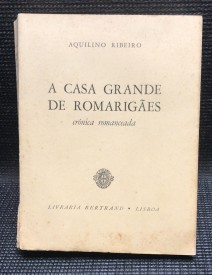 AQUILINO RIBEIRO
A CASA GRANDE
DE ROMARIGÃES
crónica romanceada
LIVRARIA BERTRAND • LISBOA